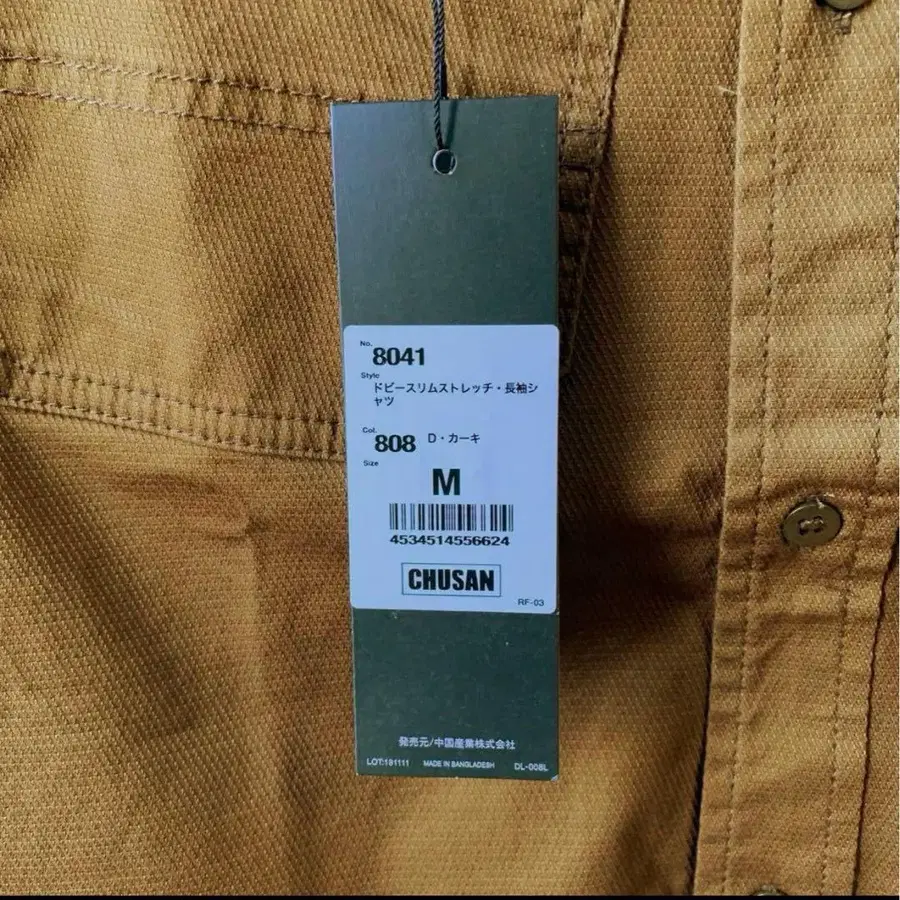 No. 8041
Style
ドビースリムストレッチ・長袖シ
ャツ
Col. 808 D・カーキ
Size
M
4534514556624
CHUSAN
RF-03
発売元/中国産業株式会社
LOT:191111 MADE IN BANGLADESH DL-008L